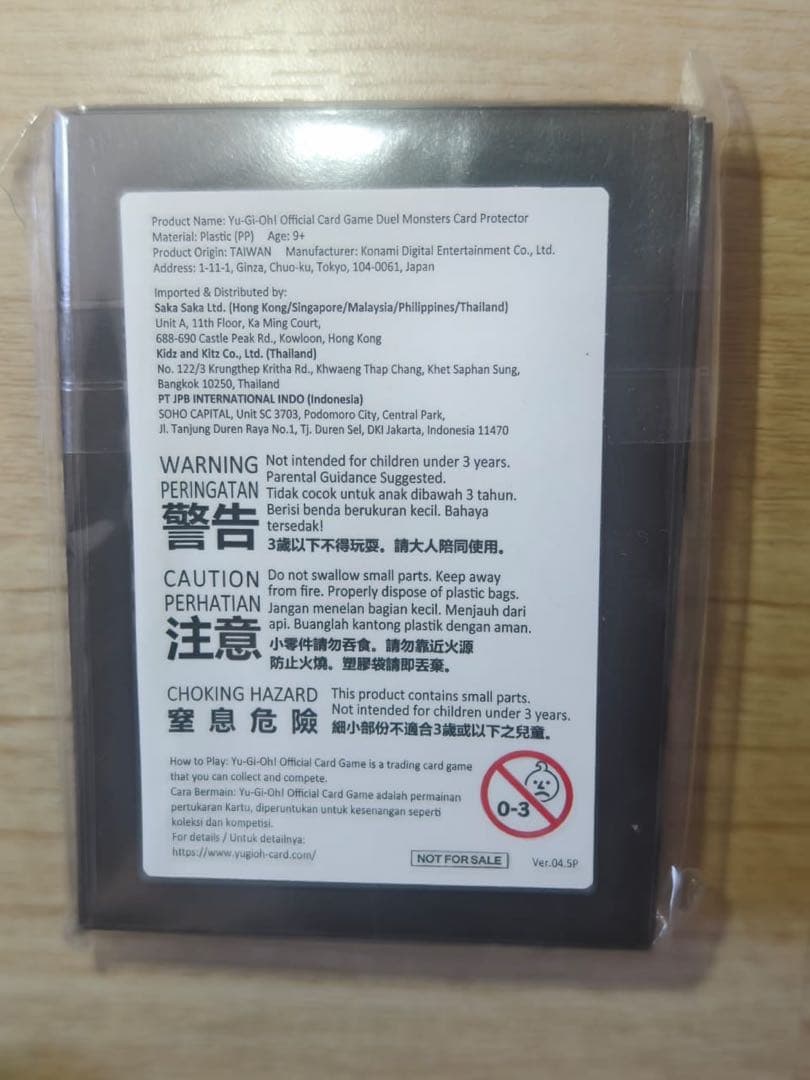 Product Name: Yu-Gi-Oh! Official Card Game Duel Monsters Card Protector
Material: Plastic (PP) Age: 9+
Product Origin: TAIWAN Manufacturer: Konami Digital Entertainment Co., Ltd.
Address: 1-11-1, Ginza, Chuo-ku, Tokyo, 104-0061, Japan
Imported & Distributed by:
Saka Saka Ltd. (Hong Kong/Singapore/Malaysia/Philippines/Thailand)
Unit A, 11th Floor, Ka Ming Court,
688-690 Castle Peak Rd., Kowloon, Hong Kong
Kidz and Kitz Co., Ltd. (Thailand)
No. 122/3 Krungthep Kritha Rd., Khwaeng Thap Chang, Khet Saphan Sung,
Bangkok 10250, Thailand
PT JPB INTERNATIONAL INDO (Indonesia)
SOHO CAPITAL, Unit SC 3703, Podomoro City, Central Park,
Jl. Tanjung Duren Raya No.1, Tj. Duren Sel, DKI Jakarta, Indonesia 11470
WARNING
PERINGATAN
警告
Not intended for children under 3 years.
Parental Guidance Suggested.
Tidak cocok untuk anak dibawah 3 tahun.
Berisi benda berukuran kecil. Bahaya
tersedak!
3歲以下不得玩耍。請大人陪同使用。
CAUTION
PERHATIAN
注意
Do not swallow small parts. Keep away
from fire. Properly dispose of plastic bags.
Jangan menelan bagian kecil. Menjauh dari
api. Buanglah kantong plastik dengan aman.
小零件請勿吞食。請勿靠近火源
防止火燒。塑膠袋請即丟棄。
CHOKING HAZARD
窒息危險
This product contains small parts.
Not intended for children under 3 years.
細小部份不適合3歲或以下之兒童。
How to Play: Yu-Gi-Oh! Official Card Game is a trading card game
that you can collect and compete.
Cara Bermain: Yu-Gi-Oh! Official Card Game adalah permainan
pertukaran Kartu, diperuntukan untuk kesenangan seperti
koleksi dan kompetisi.
For details / Untuk detailnya:
https://www.yugioh-card.com/
0-3
NOT FOR SALE
Ver.04.5P